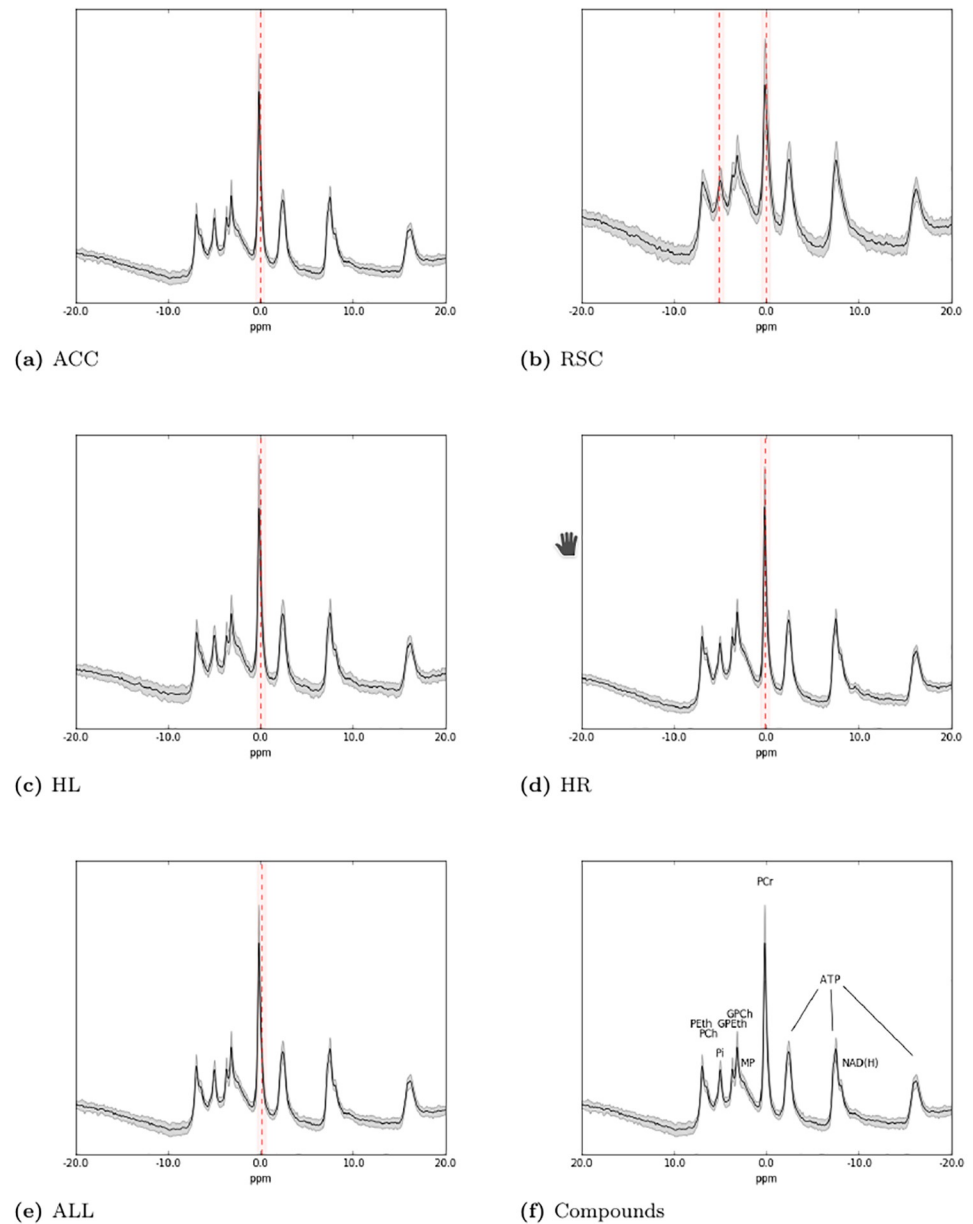 -20.0 -10.0 0.0 10.0 20.0
ppm
(a) ACC
-20.0 -10.0 0.0 10.0 20.0
ppm
(b) RSC
-20.0 -10.0 0.0 10.0 20.0
ppm
(c) HL
-20.0 -10.0 0.0 10.0 20.0
ppm
(d) HR
-20.0 -10.0 0.0 10.0 20.0
ppm
(e) ALL
PCr
ATP
GPCh
PEth GPEth
PCh
Pi
MP
NAD(H)
20.0 10.0 0.0 -10.0 -20.0
ppm
(f) Compounds